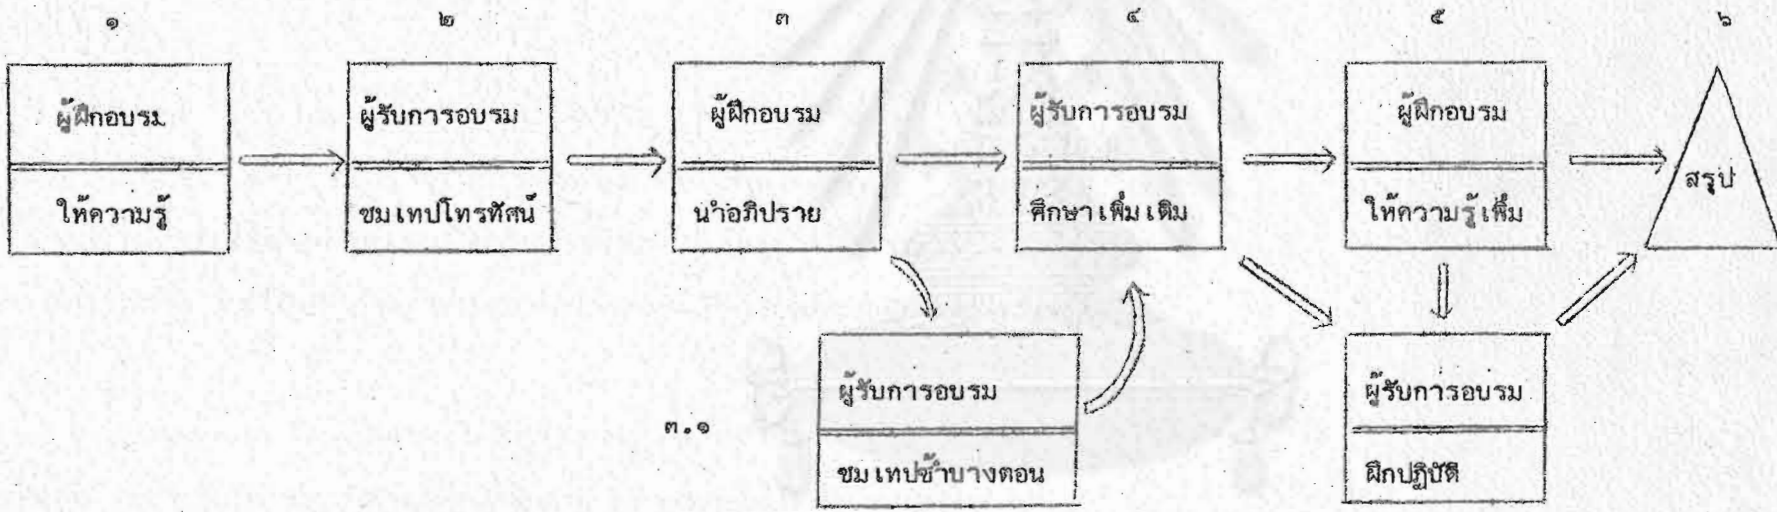 ๑ ๒ ๓ ๔ ๕ ๖
ผู้ฝึกอบรม ผู้รับการอบรม ผู้ฝึกอบรม ผู้รับการอบรม ผู้ฝึกอบรม
ให้ความรู้ ชมเทปโทรทัศน์ นำอภิปราย ศึกษาเพิ่มเติม ให้ความรู้เพิ่ม สรุป
ผู้รับการอบรม ผู้รับการอบรม
๓.๑
ชมเทปซ้ำบางตอน ฝึกปฏิบัติ